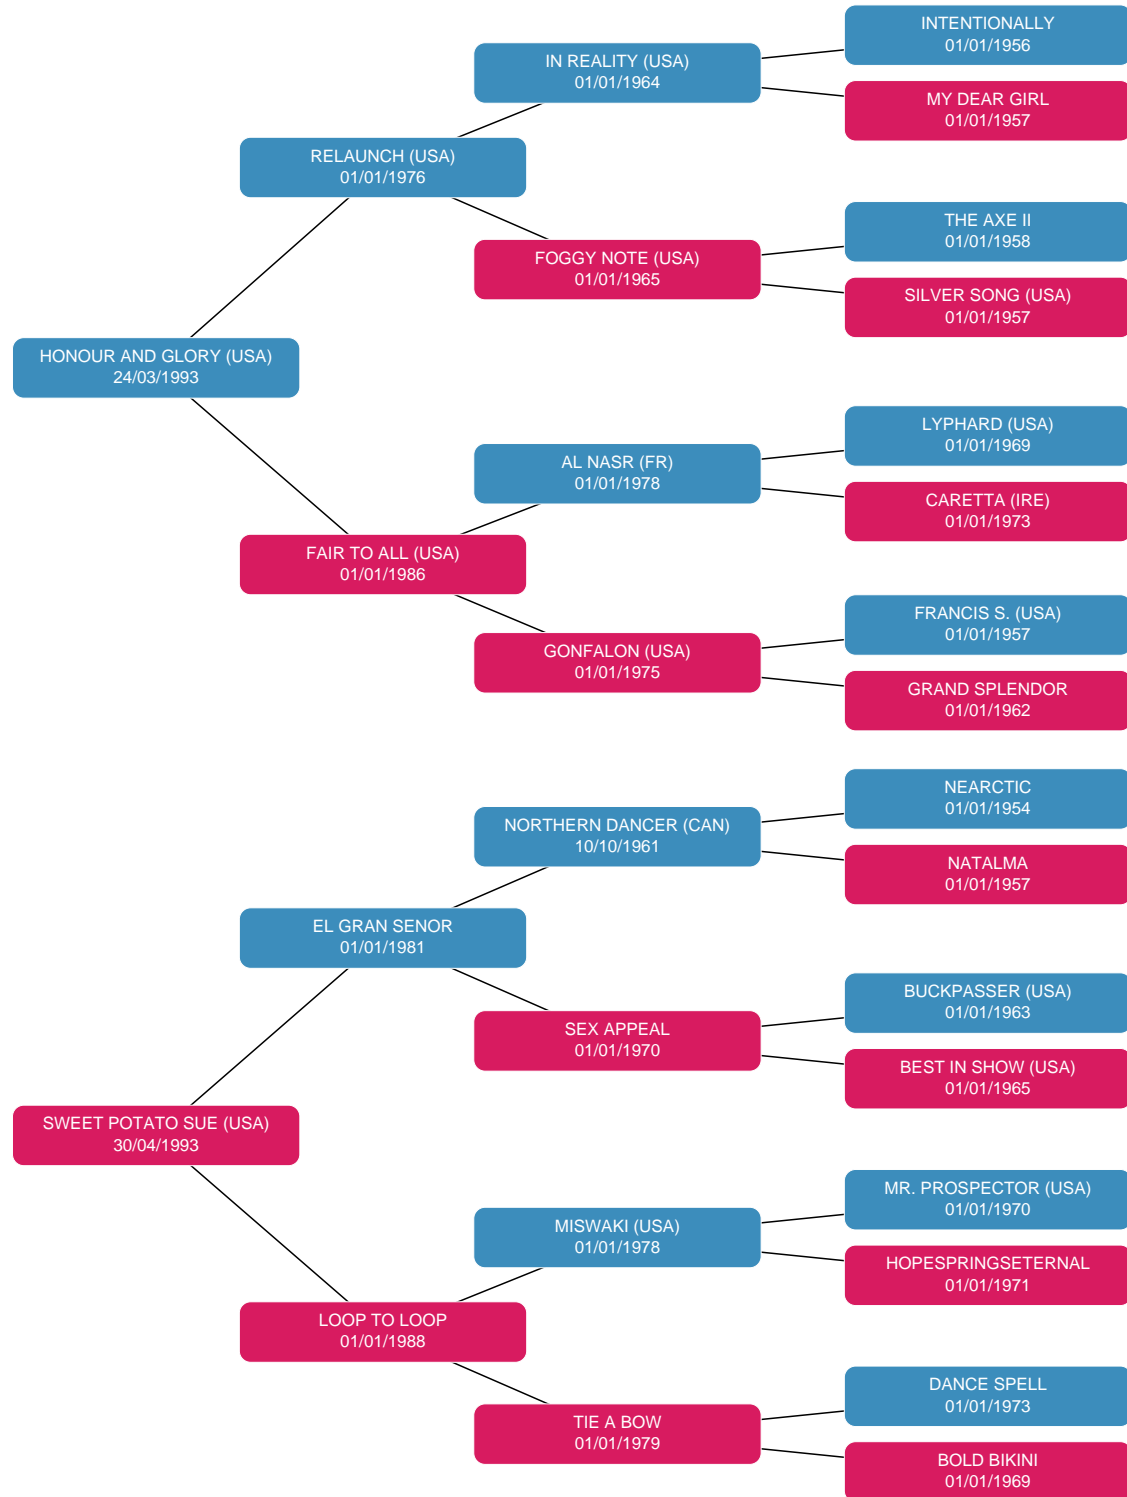 INTENTIONALLY
01/01/1956
IN REALITY (USA)
01/01/1964
MY DEAR GIRL
01/01/1957
RELAUNCH (USA)
01/01/1976
THE AXE II
01/01/1958
FOGGY NOTE (USA)
01/01/1965
SILVER SONG (USA)
01/01/1957
HONOUR AND GLORY (USA)
24/03/1993
LYPHARD (USA)
01/01/1969
AL NASR (FR)
01/01/1978
CARETTA (IRE)
01/01/1973
FAIR TO ALL (USA)
01/01/1986
FRANCIS S. (USA)
01/01/1957
GONFALON (USA)
01/01/1975
GRAND SPLENDOR
01/01/1962
NEARCTIC
01/01/1954
NORTHERN DANCER (CAN)
10/10/1961
NATALMA
01/01/1957
EL GRAN SENOR
01/01/1981
BUCKPASSER (USA)
01/01/1963
SEX APPEAL
01/01/1970
BEST IN SHOW (USA)
01/01/1965
SWEET POTATO SUE (USA)
30/04/1993
MR. PROSPECTOR (USA)
01/01/1970
MISWAKI (USA)
01/01/1978
HOPESPRINGSETERNAL
01/01/1971
LOOP TO LOOP
01/01/1988
DANCE SPELL
01/01/1973
TIE A BOW
01/01/1979
BOLD BIKINI
01/01/1969